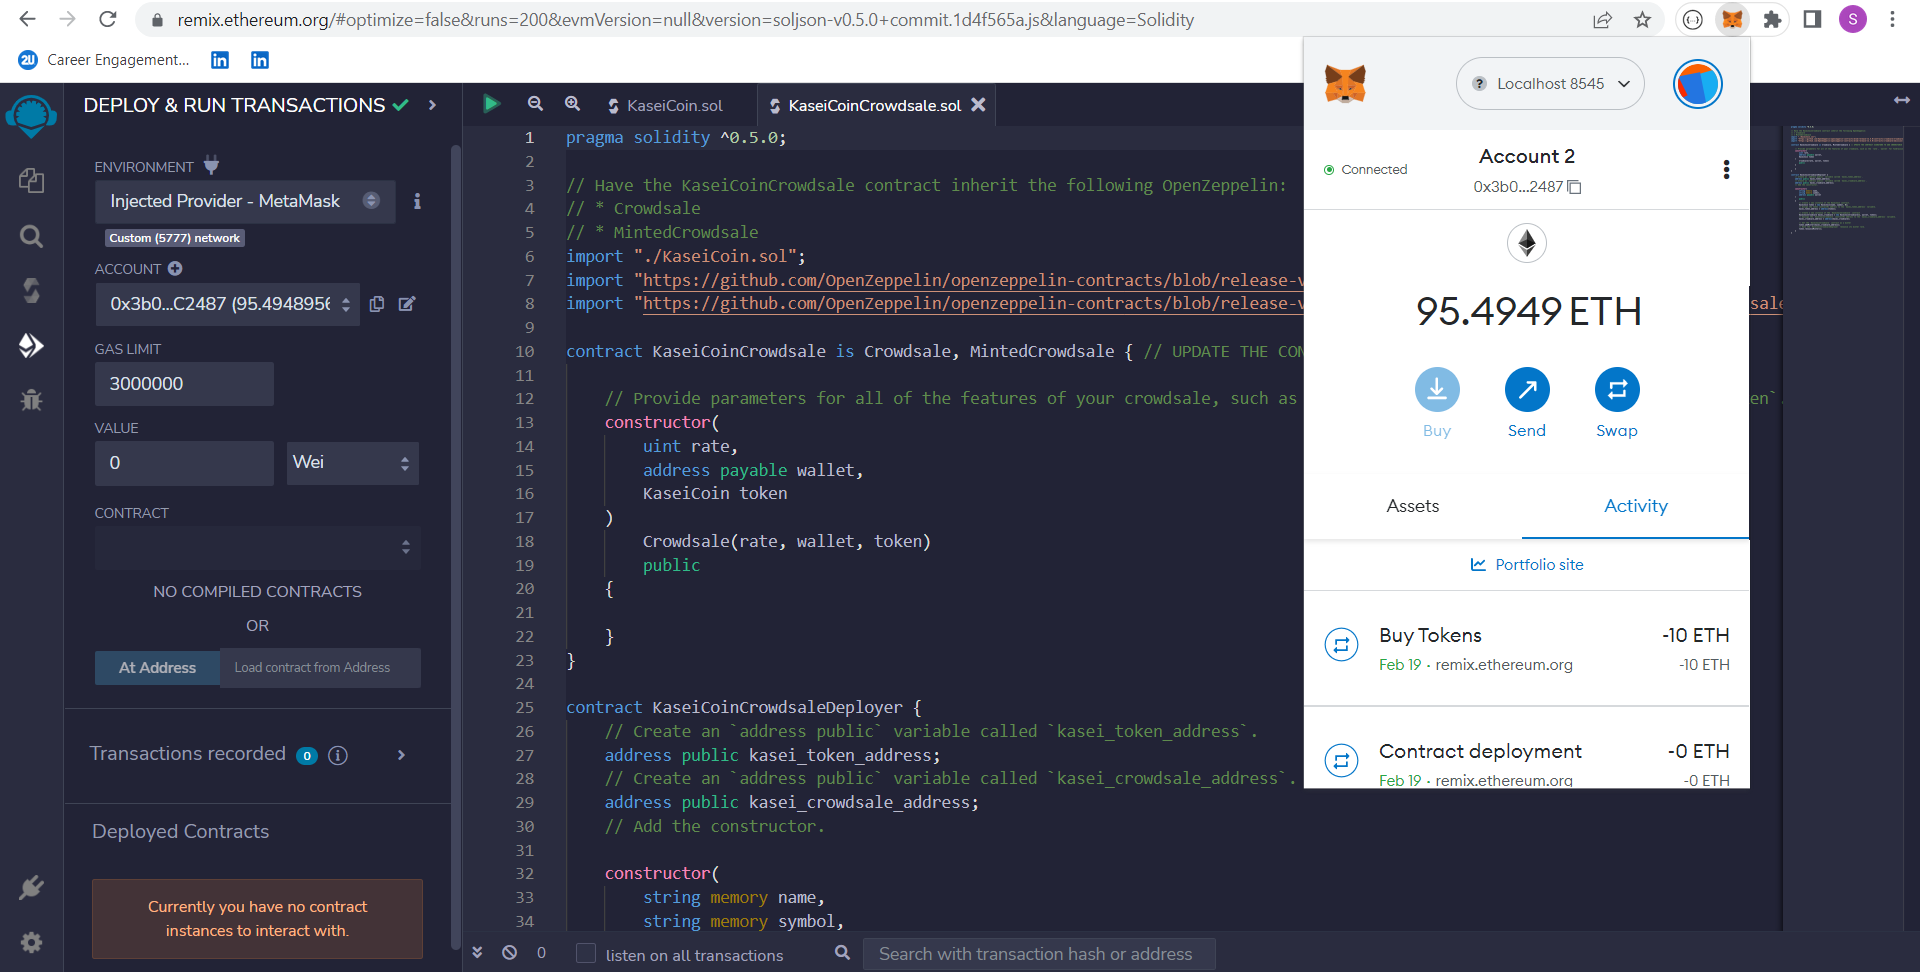 remix.ethereum.org/#optimize=false&runs=200&evmVersion=null&version=soljson-v0.5.0+commit.1d4f565a.js&language=Solidity
S
2U Career Engagement...
in
in
DEPLOY & RUN TRANSACTIONS
ENVIRONMENT
Injected Provider - MetaMask
i
Custom (5777) network
ACCOUNT
0x3b0...C2487 (95.4948956
GAS LIMIT
3000000
VALUE
0
Wei
CONTRACT
NO COMPILED CONTRACTS
OR
At Address
Load contract from Address
Transactions recorded 0 i
Deployed Contracts
Currently you have no contract
instances to interact with.
KaseiCoin.sol
KaseiCoinCrowdsale.sol
1 pragma solidity ^0.5.0;
2
3 // Have the KaseiCoinCrowdsale contract inherit the following OpenZeppelin:
4 // * Crowdsale
5 // * MintedCrowdsale
6 import "./KaseiCoin.sol";
7 import "https://github.com/OpenZeppelin/openzeppelin-contracts/blob/release-v
8 import "https://github.com/OpenZeppelin/openzeppelin-contracts/blob/release-v sale
9
10 contract KaseiCoinCrowdsale is Crowdsale, MintedCrowdsale { // UPDATE THE CON
11
12 // Provide parameters for all of the features of your crowdsale, such as en`.
13 constructor(
14 uint rate,
15 address payable wallet,
16 KaseiCoin token
17 )
18 Crowdsale(rate, wallet, token)
19 public
20 {
21
22 }
23 }
24
25 contract KaseiCoinCrowdsaleDeployer {
26 // Create an `address public` variable called `kasei_token_address`.
27 address public kasei_token_address;
28 // Create an `address public` variable called `kasei_crowdsale_address`.
29 address public kasei_crowdsale_address;
30 // Add the constructor.
31
32 constructor(
33 string memory name,
34 string memory symbol,
0
listen on all transactions
Search with transaction hash or address
? Localhost 8545
Connected
Account 2
0x3b0...2487
95.4949 ETH
Buy
Send
Swap
Assets
Activity
Portfolio site
Buy Tokens -10 ETH
Feb 19 · remix.ethereum.org -10 ETH
Contract deployment -0 ETH
Feb 19 · remix.ethereum.org -0 ETH